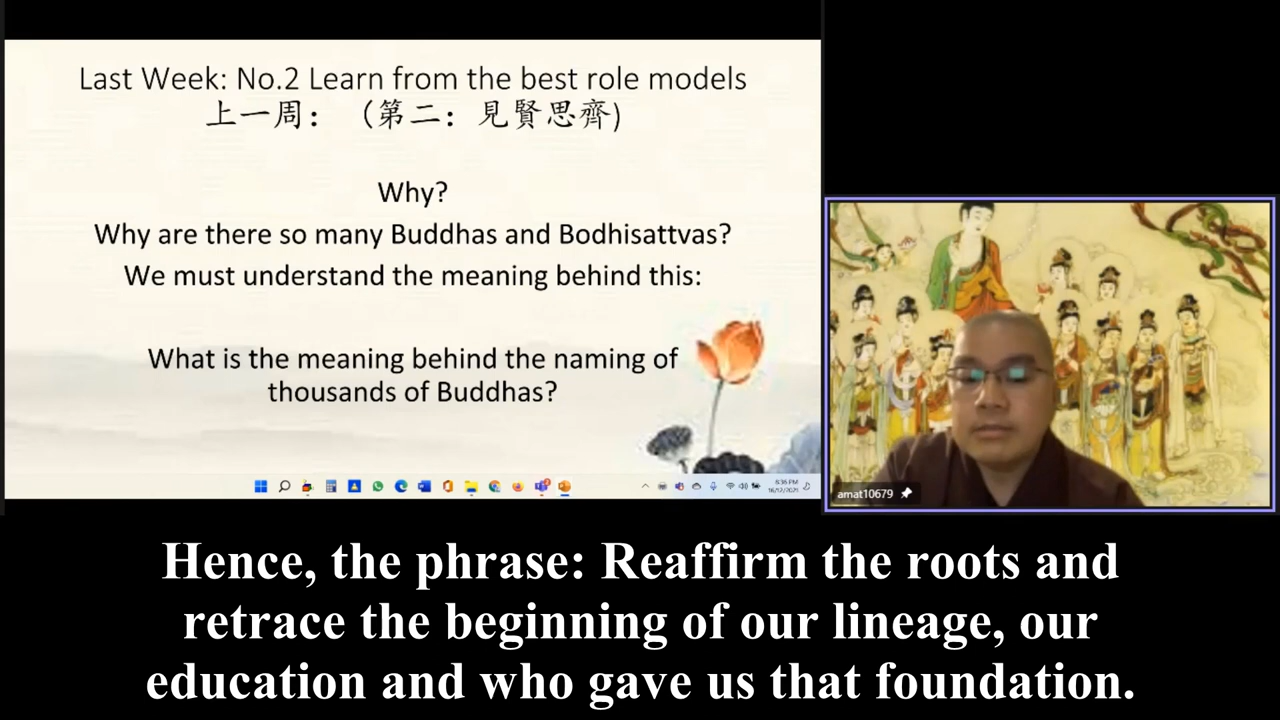 Last Week: No.2 Learn from the best role models
上一周：（第二：見賢思齊)
Why?
Why are there so many Buddhas and Bodhisattvas?
We must understand the meaning behind this:
What is the meaning behind the naming of
thousands of Buddhas?
8:36 PM
amat10679
Hence, the phrase: Reaffirm the roots and
retrace the beginning of our lineage, our
education and who gave us that foundation.